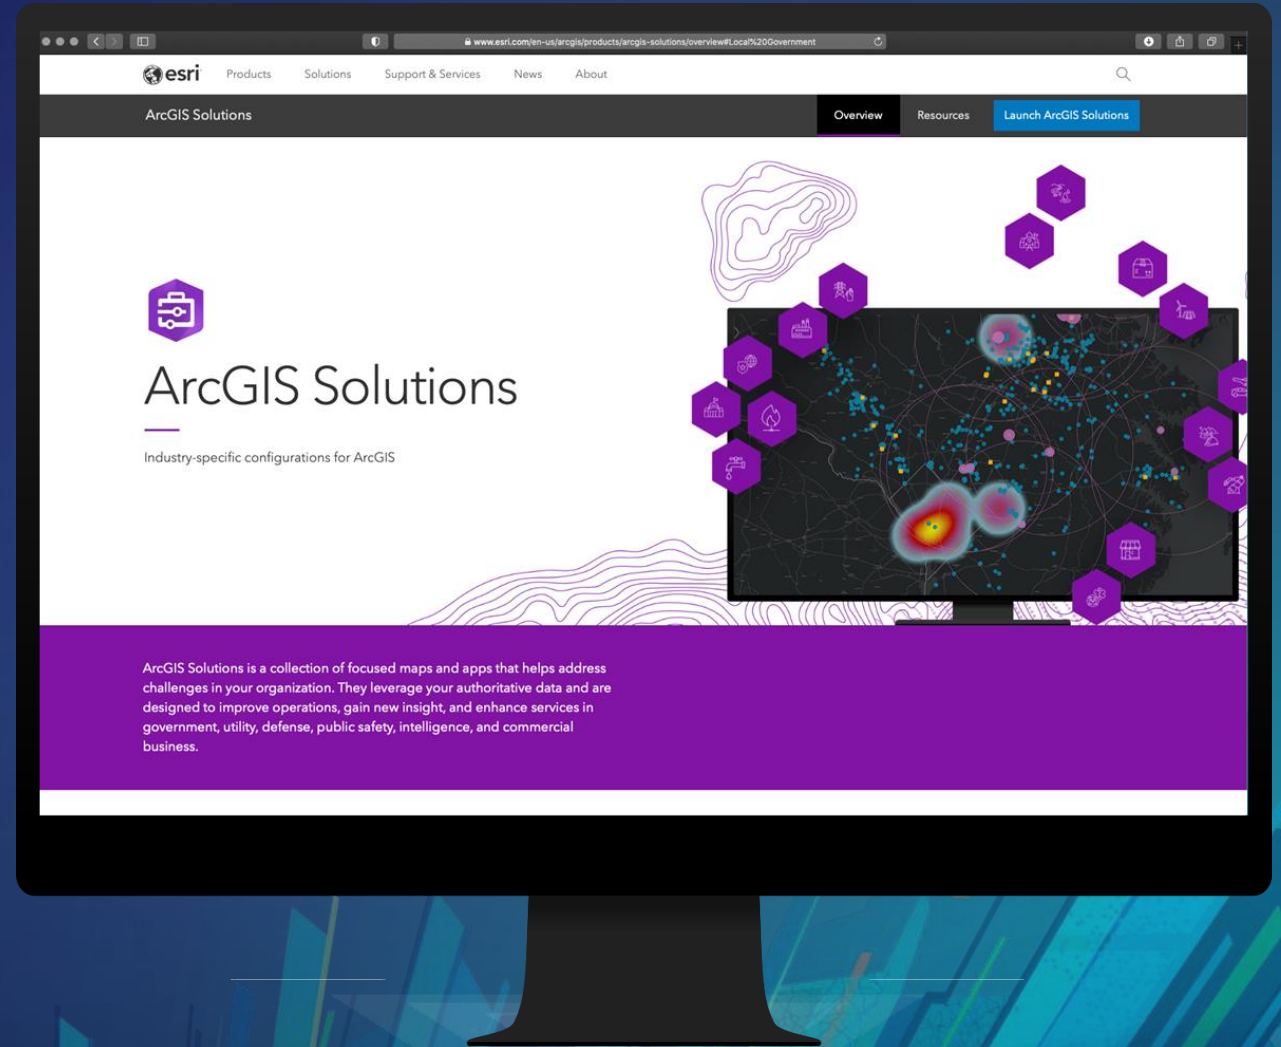 www.esri.com/en-us/arcgis/products/arcgis-solutions/overview#Local%20Government
esri Products Solutions Support & Services News About
ArcGIS Solutions Overview Resources Launch ArcGIS Solutions
ArcGIS Solutions
Industry-specific configurations for ArcGIS
ArcGIS Solutions is a collection of focused maps and apps that helps address
challenges in your organization. They leverage your authoritative data and are
designed to improve operations, gain new insight, and enhance services in
government, utility, defense, public safety, intelligence, and commercial
business.